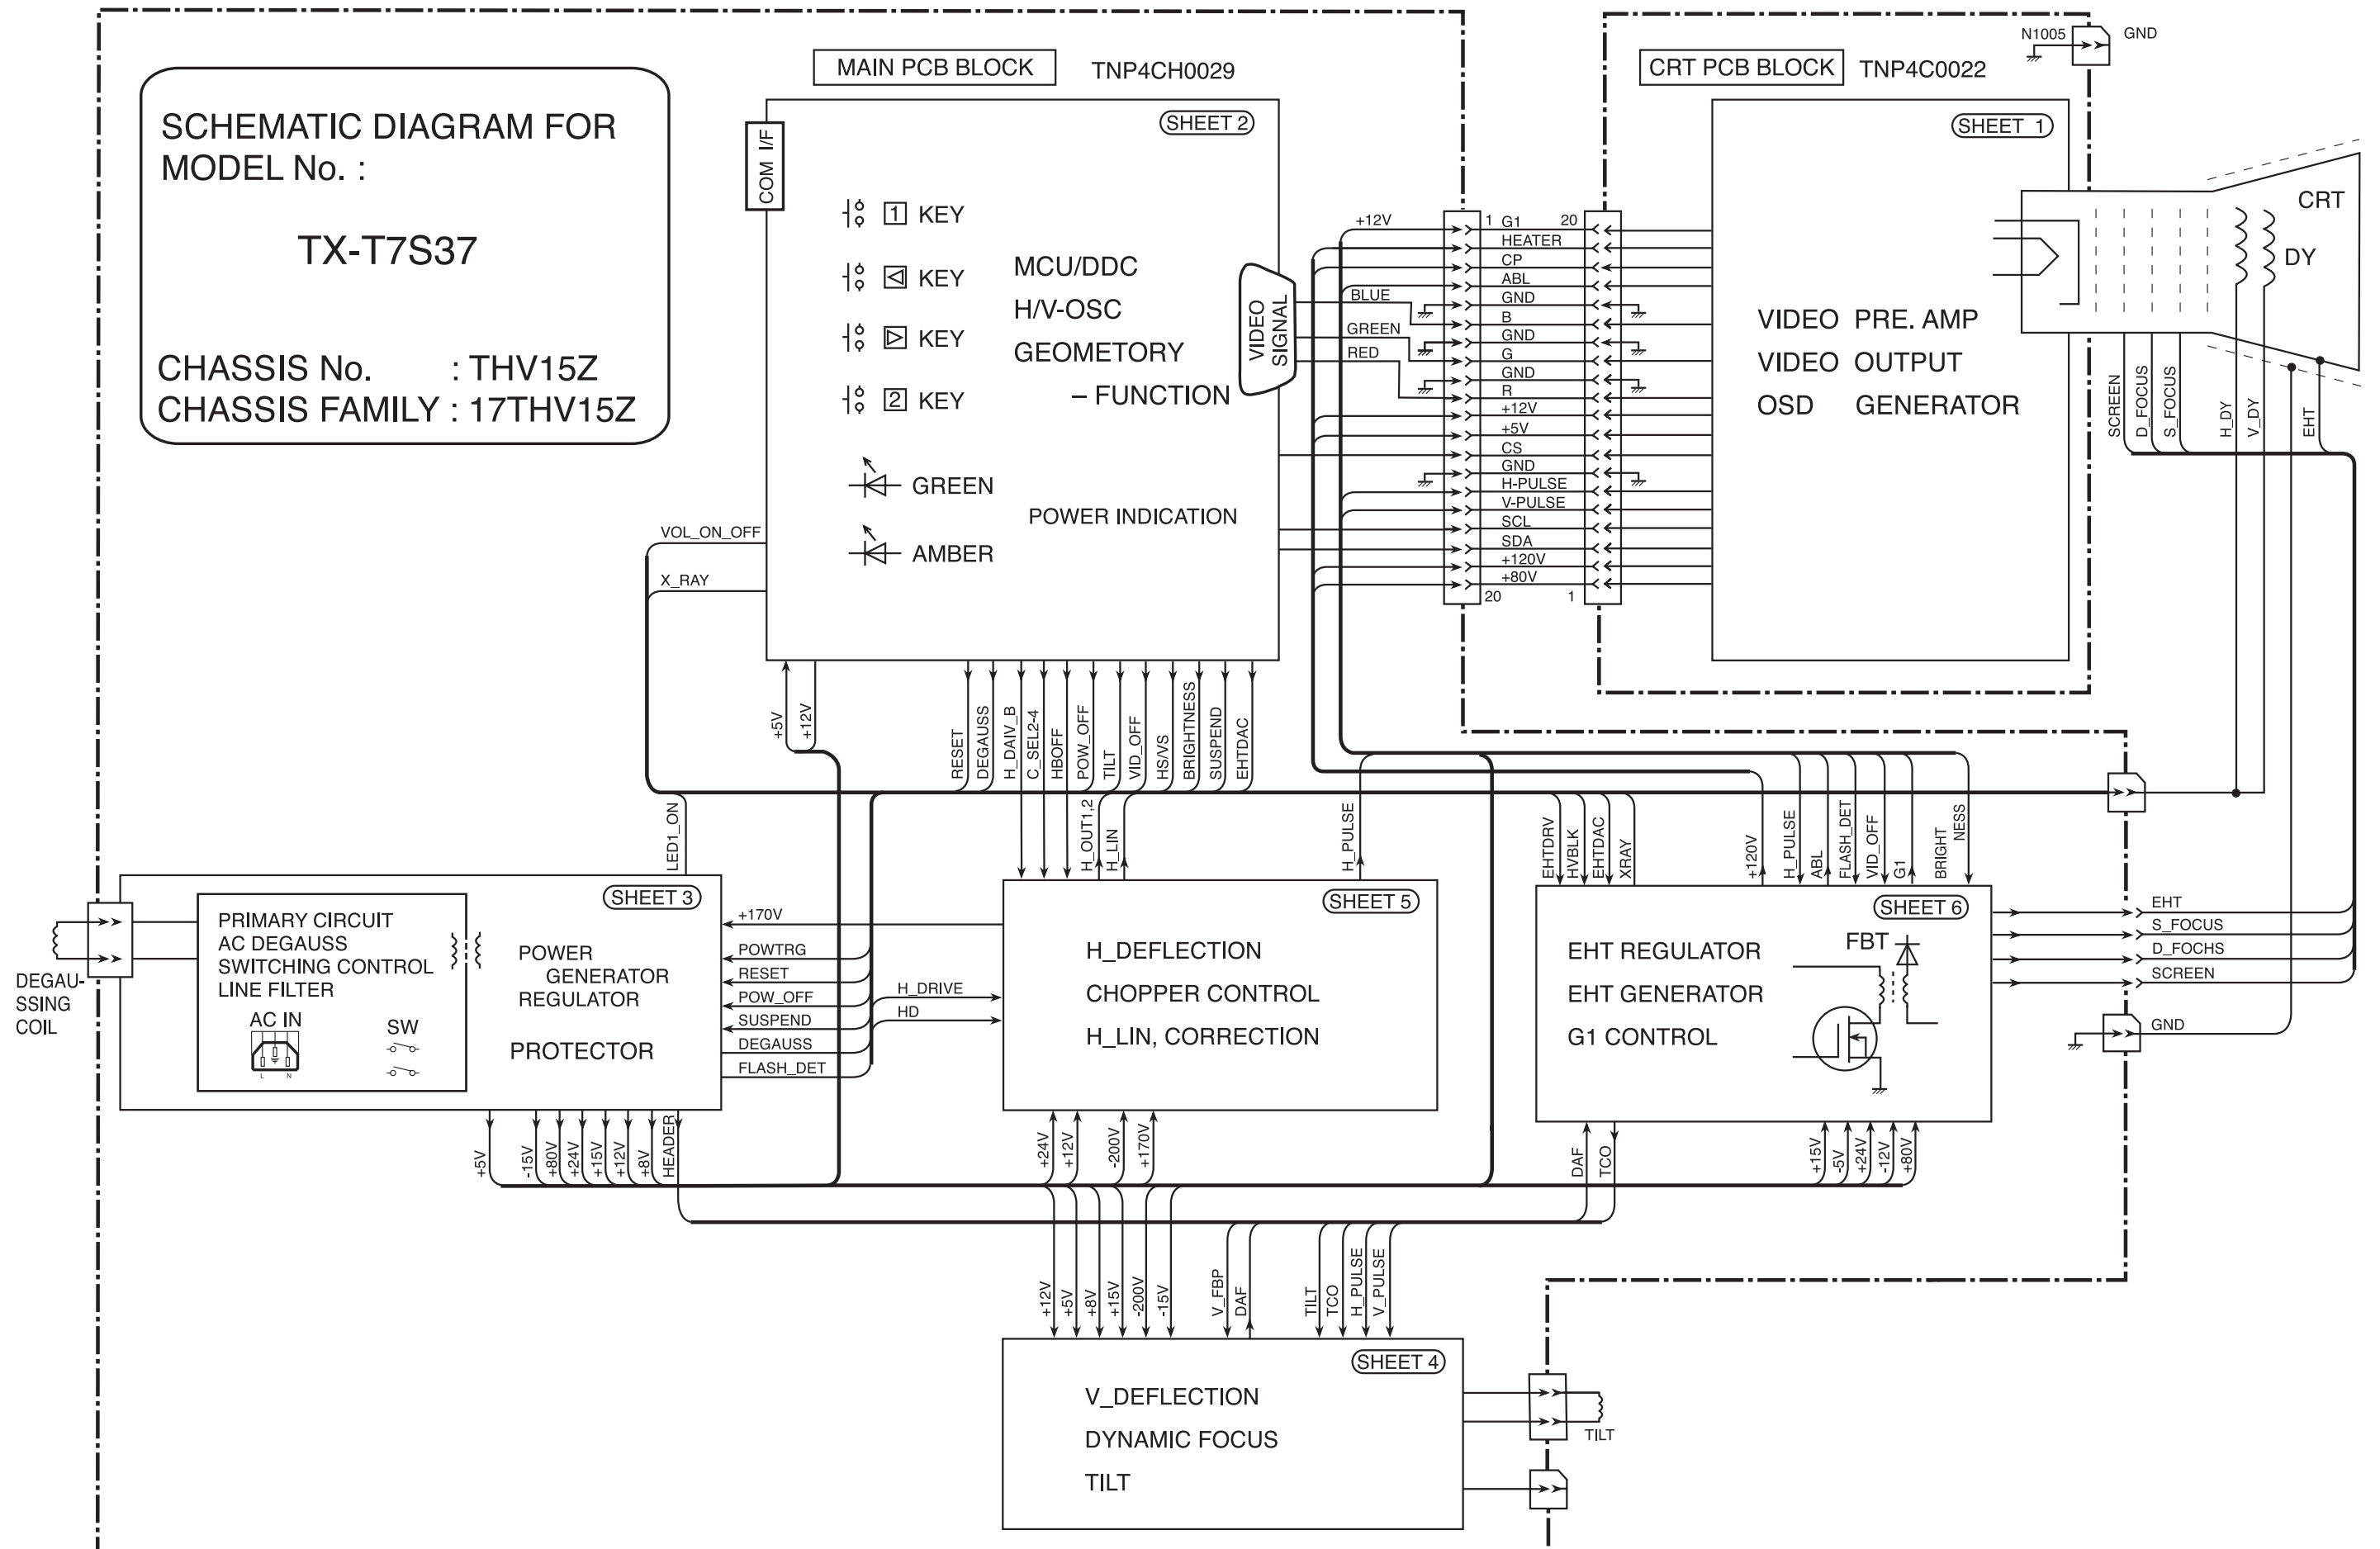 SCHEMATIC DIAGRAM FOR
MODEL No. :
TX-T7S37
CHASSIS No. : THV15Z
CHASSIS FAMILY : 17THV15Z
MAIN PCB BLOCK TNP4CH0029
SHEET 2
COM I/F
1 KEY
KEY
KEY
2 KEY
GREEN
AMBER
MCU/DDC
H/V-OSC
GEOMETORY
– FUNCTION
POWER INDICATION
VIDEO
SIGNAL
BLUE
GREEN
RED
+12V
CRT PCB BLOCK TNP4C0022
SHEET 1
VIDEO PRE. AMP
VIDEO OUTPUT
OSD GENERATOR
N1005
GND
CRT
DY
1 G1 20
HEATER
CP
ABL
GND
B
GND
G
GND
R
+12V
+5V
CS
GND
H-PULSE
V-PULSE
SCL
SDA
+120V
+80V
20 1
SCREEN
D_FOCUS
S_FOCUS
H_DY
V_DY
EHT
VOL_ON_OFF
X_RAY
+5V
+12V
RESET
DEGAUSS
H_DAIV_B
C_SEL2-4
HBOFF
POW_OFF
TILT
VID_OFF
HS/VS
BRIGHTNESS
SUSPEND
EHTDAC
LED1_ON
H_OUT1,2
H_LIN
H_PULSE
EHTDRV
HVBLK
EHTDAC
XRAY
+120V
H_PULSE
ABL
FLASH_DET
VID_OFF
G1
BRIGHT
NESS
SHEET 3
PRIMARY CIRCUIT
AC DEGAUSS
SWITCHING CONTROL
LINE FILTER
AC IN
L N
SW
POWER
GENERATOR
REGULATOR
PROTECTOR
DEGAU-
SSING
COIL
+170V
POWTRG
RESET
POW_OFF
SUSPEND
DEGAUSS
FLASH_DET
H_DRIVE
HD
SHEET 5
H_DEFLECTION
CHOPPER CONTROL
H_LIN, CORRECTION
SHEET 6
EHT REGULATOR
EHT GENERATOR
G1 CONTROL
FBT
EHT
S_FOCUS
D_FOCHS
SCREEN
GND
+5V
-15V
+80V
+24V
+15V
+12V
+8V
HEADER
+24V
+12V
-200V
+170V
DAF
TCO
+15V
-5V
+24V
-12V
+80V
+12V
+5V
+8V
+15V
-200V
-15V
V_FBP
DAF
TILT
TCO
H_PULSE
V_PULSE
SHEET 4
V_DEFLECTION
DYNAMIC FOCUS
TILT
TILT